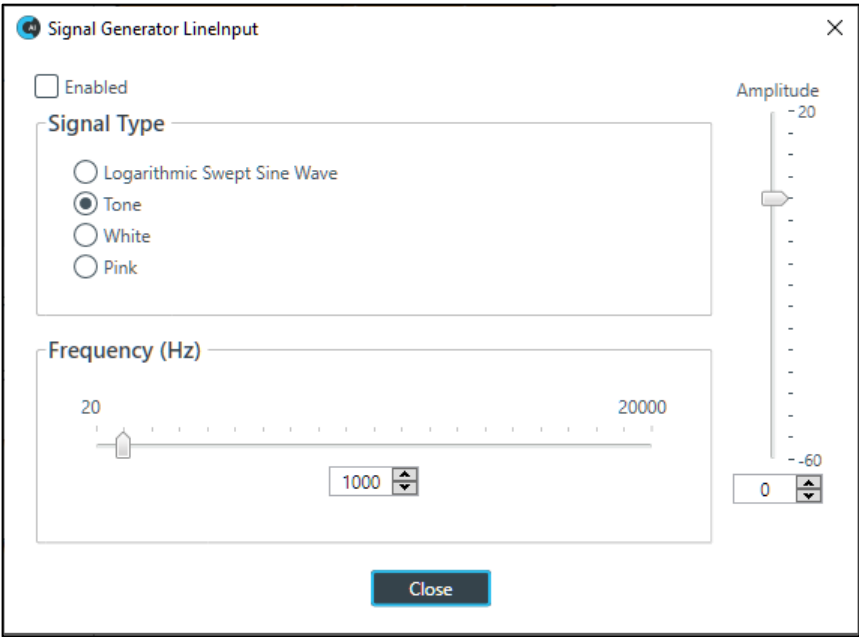 Signal Generator LineInput
Enabled
Amplitude
20
Signal Type
Logarithmic Swept Sine Wave
Tone
White
Pink
Frequency (Hz)
20 20000
1000
-60
0
Close